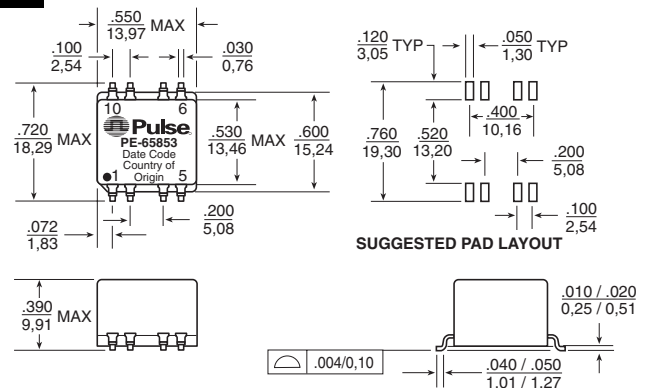 .550
13,97 MAX
.100
2,54
.030
0,76
10 6
Pulse
PE-65853
Date Code
Country of
Origin
1 5
.720
18,29 MAX
.530
13,46 MAX
.600
15,24
.072
1,83
.200
5,08
.120
3,05 TYP
.050
1,30 TYP
.400
10,16
.760
19,30
.520
13,20
.200
5,08
.100
2,54
SUGGESTED PAD LAYOUT
.390
9,91 MAX
.004/0,10
.010 / .020
0,25 / 0,51
.040 / .050
1.01 / 1.27